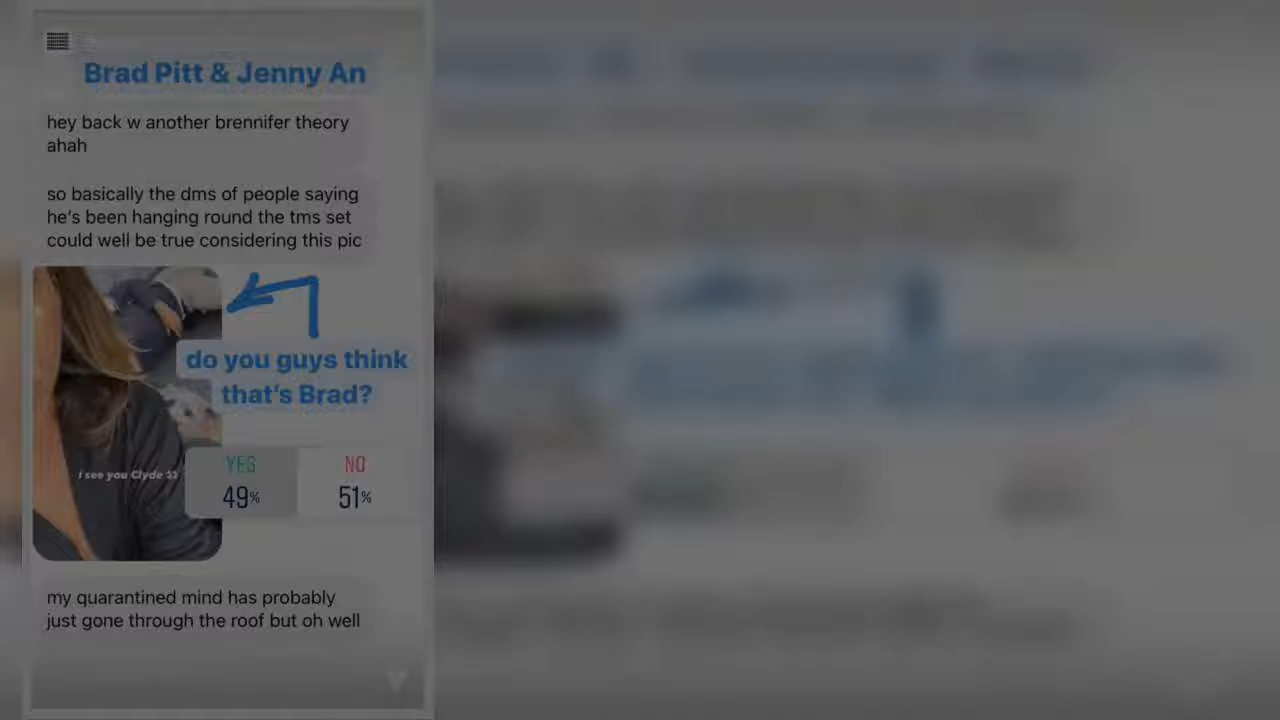 Brad Pitt & Jenny An
hey back w another brennifer theory
ahah
so basically the dms of people saying
he's been hanging round the tms set
could well be true considering this pic
do you guys think
that's Brad?
I see you Clyde
YES
NO
49%
51%
my quarantined mind has probably
just gone through the roof but oh well